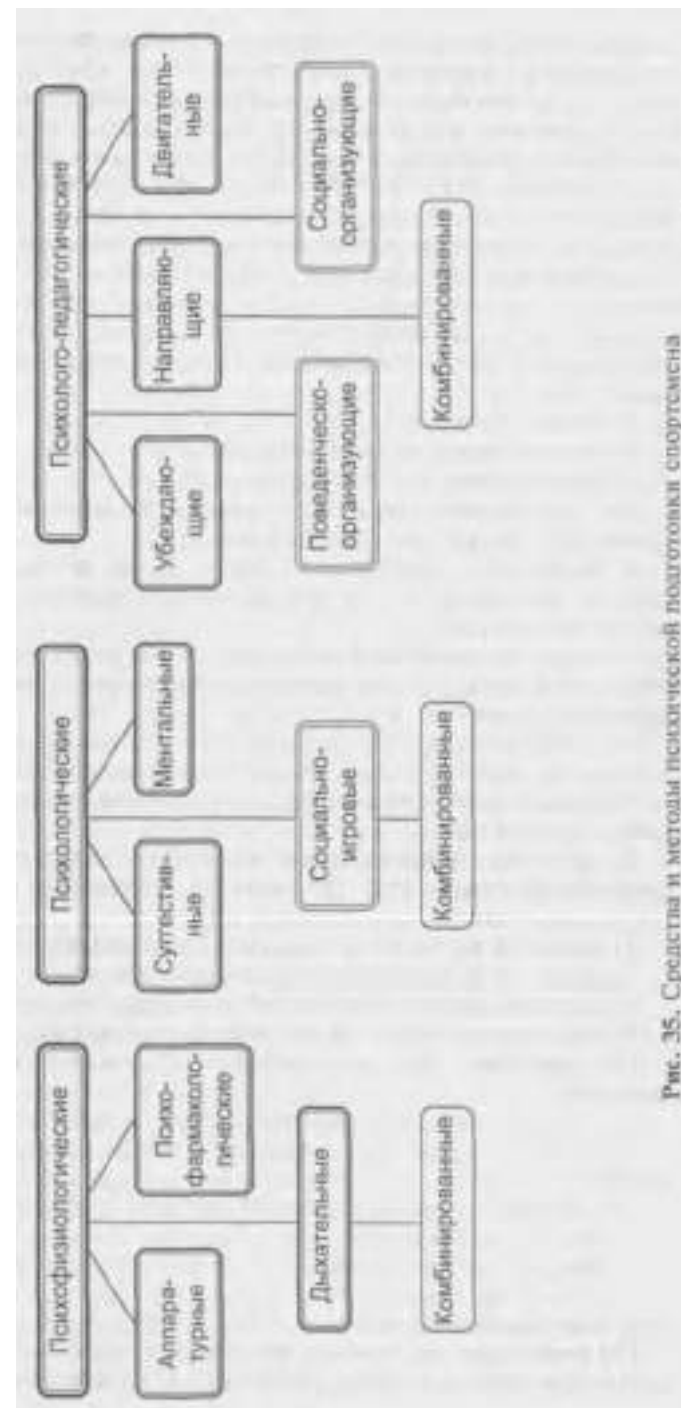 Психофизиологические
Аппара-
турные
Психо-
фармаколо-
гические
Дыхательные
Комбинированные
Психологические
Суггестив-
ные
Ментальные
Социально-
игровые
Комбинированные
Психолого-педагогические
Убеждаю-
щие
Направляю-
щие
Двигатель-
ные
Поведенческо-
организующие
Социально-
организующие
Комбинированные
Рис. 35. Средства и методы психической подготовки спортсмена